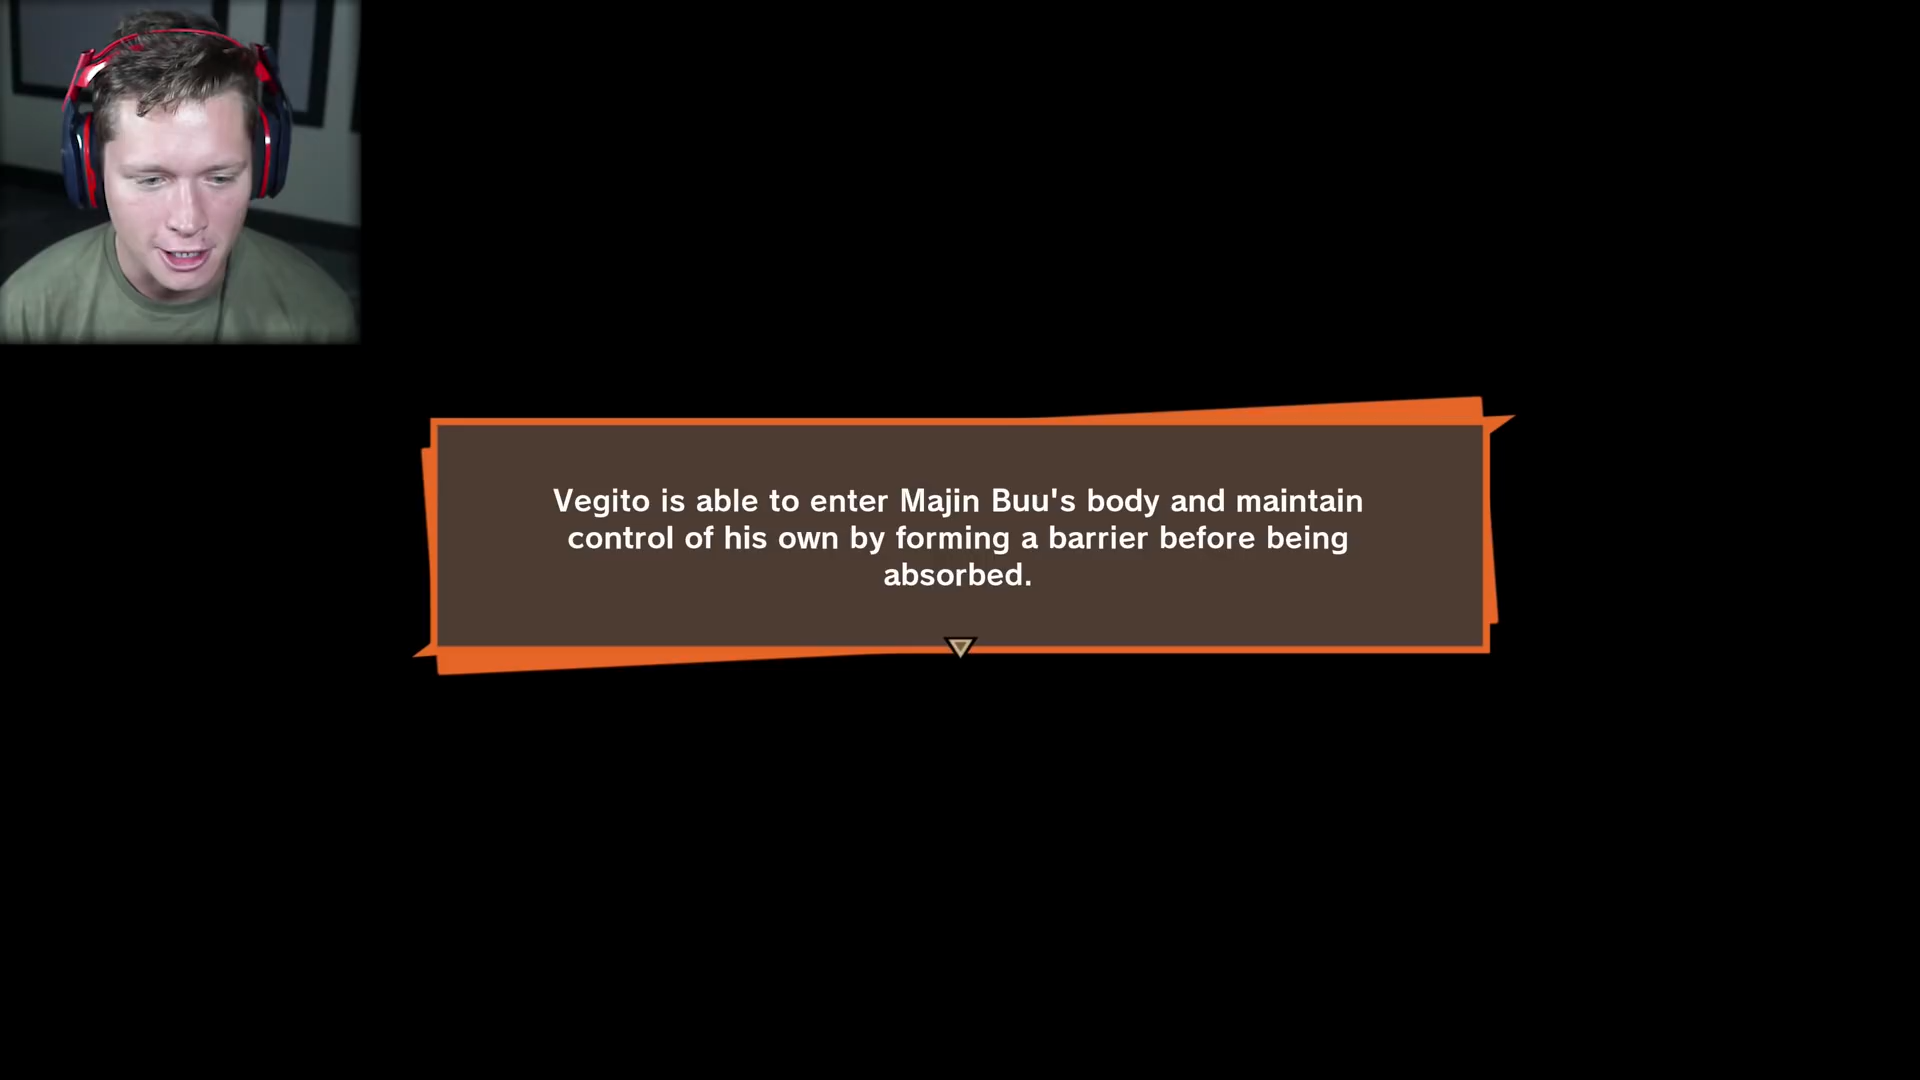 Vegito is able to enter Majin Buu's body and maintain
control of his own by forming a barrier before being
absorbed.